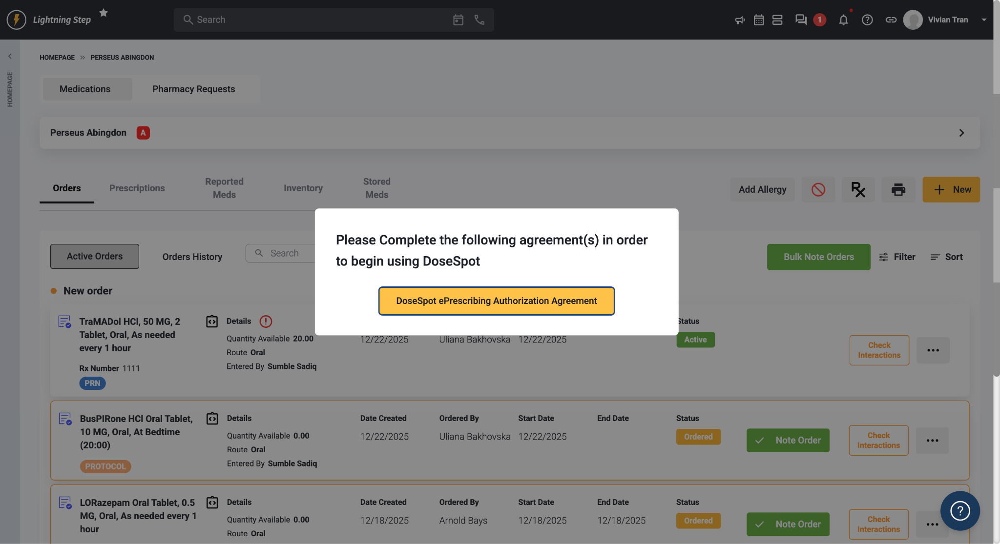 Lightning Step
Search
1
Vivian Tran
HOMEPAGE
HOMEPAGE » PERSEUS ABINGDON
Medications
Pharmacy Requests
Perseus Abingdon A
Orders
Prescriptions
Reported
Meds
Inventory
Stored
Meds
Add Allergy
Rx
+ New
Please Complete the following agreement(s) in order
to begin using DoseSpot
DoseSpot ePrescribing Authorization Agreement
Active Orders
Orders History
Search
Bulk Note Orders
Filter
Sort
New order
TraMADol HCl, 50 MG, 2
Tablet, Oral, As needed
every 1 hour
Rx Number 1111
PRN
Details
Quantity Available 20.00
Route Oral
Entered By Sumble Sadiq
12/22/2025
Uliana Bakhovska
12/22/2025
Status
Active
Check
Interactions
BusPIRone HCl Oral Tablet,
10 MG, Oral, At Bedtime
(20:00)
PROTOCOL
Details
Quantity Available 0.00
Route Oral
Entered By Sumble Sadiq
Date Created
12/22/2025
Ordered By
Uliana Bakhovska
Start Date
12/22/2025
End Date
Status
Ordered
Note Order
Check
Interactions
LORazepam Oral Tablet, 0.5
MG, Oral, As needed every 1
hour
Details
Quantity Available 0.00
Route Oral
Date Created
12/18/2025
Ordered By
Arnold Bays
Start Date
12/18/2025
End Date
12/18/2025
Status
Ordered
Note Order
Check
Interactions
?